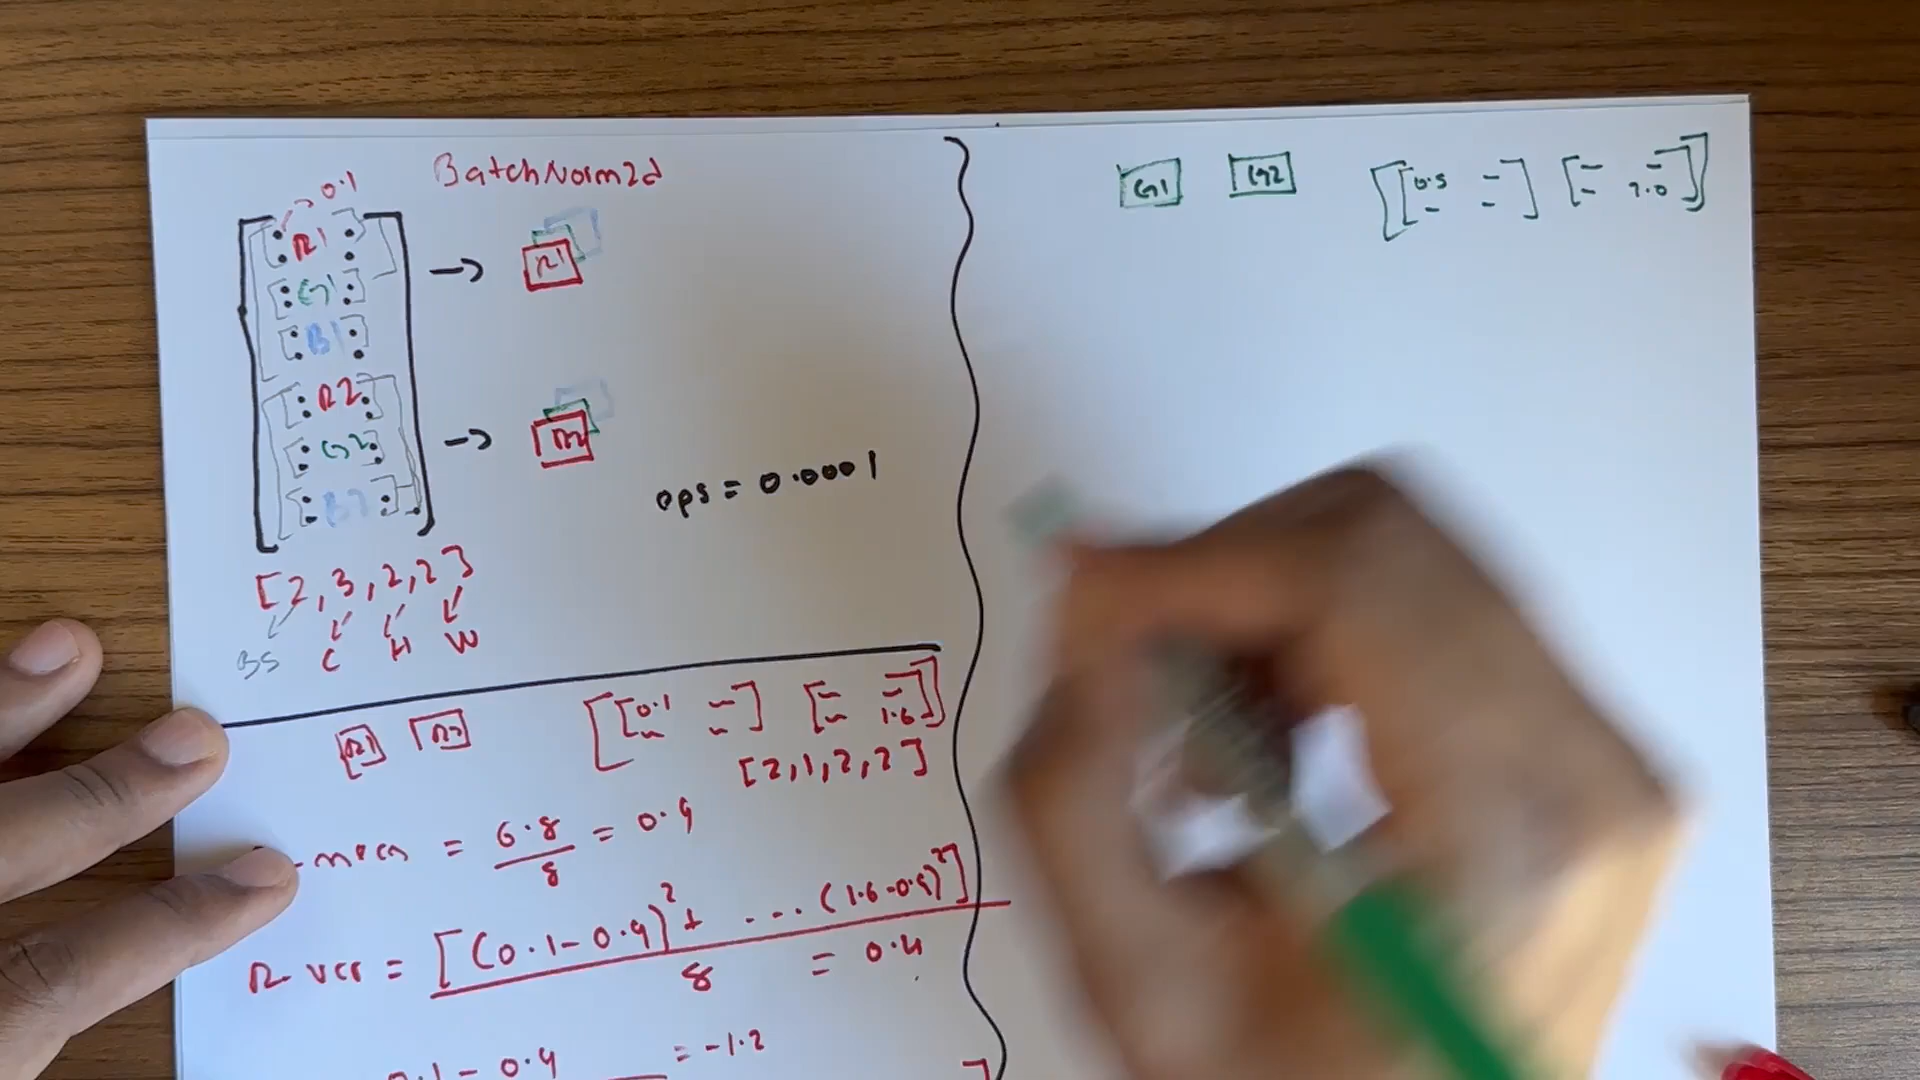 BatchNorm2d
0.1
R1
G1
B1
R2
G2
B2
R1
R2
eps = 0.0001
[2,3,2,2]
BS C H W
R1 R2 [[0.1 - - -] [- - - 1.6]]
[2,1,2,2]
mean = 6.8 / 8 = 0.9
R var = [(0.1-0.9)² + ... (1.6-0.9)²] / 8 = 0.4
0.1 - 0.9 = -1.2
G1 G2 [[0.5 - - -] [- - - 7.0]]